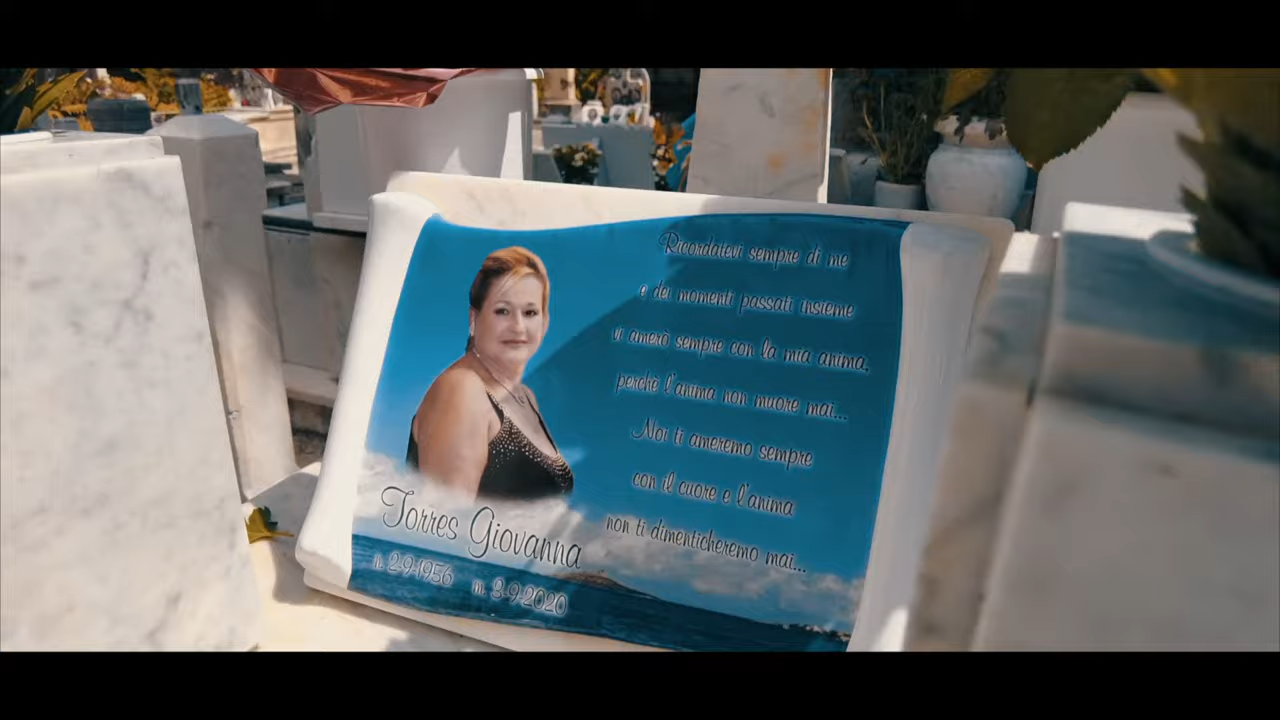 Ricordatevi sempre di me
e dei momenti passati insieme
vi amerò sempre con la mia anima,
perchè l'anima non muore mai...
Noi ti ameremo sempre
con il cuore e l'anima
non ti dimenticheremo mai...
Torres Giovanna
n. 2-9-1956 m. 3-9-2020